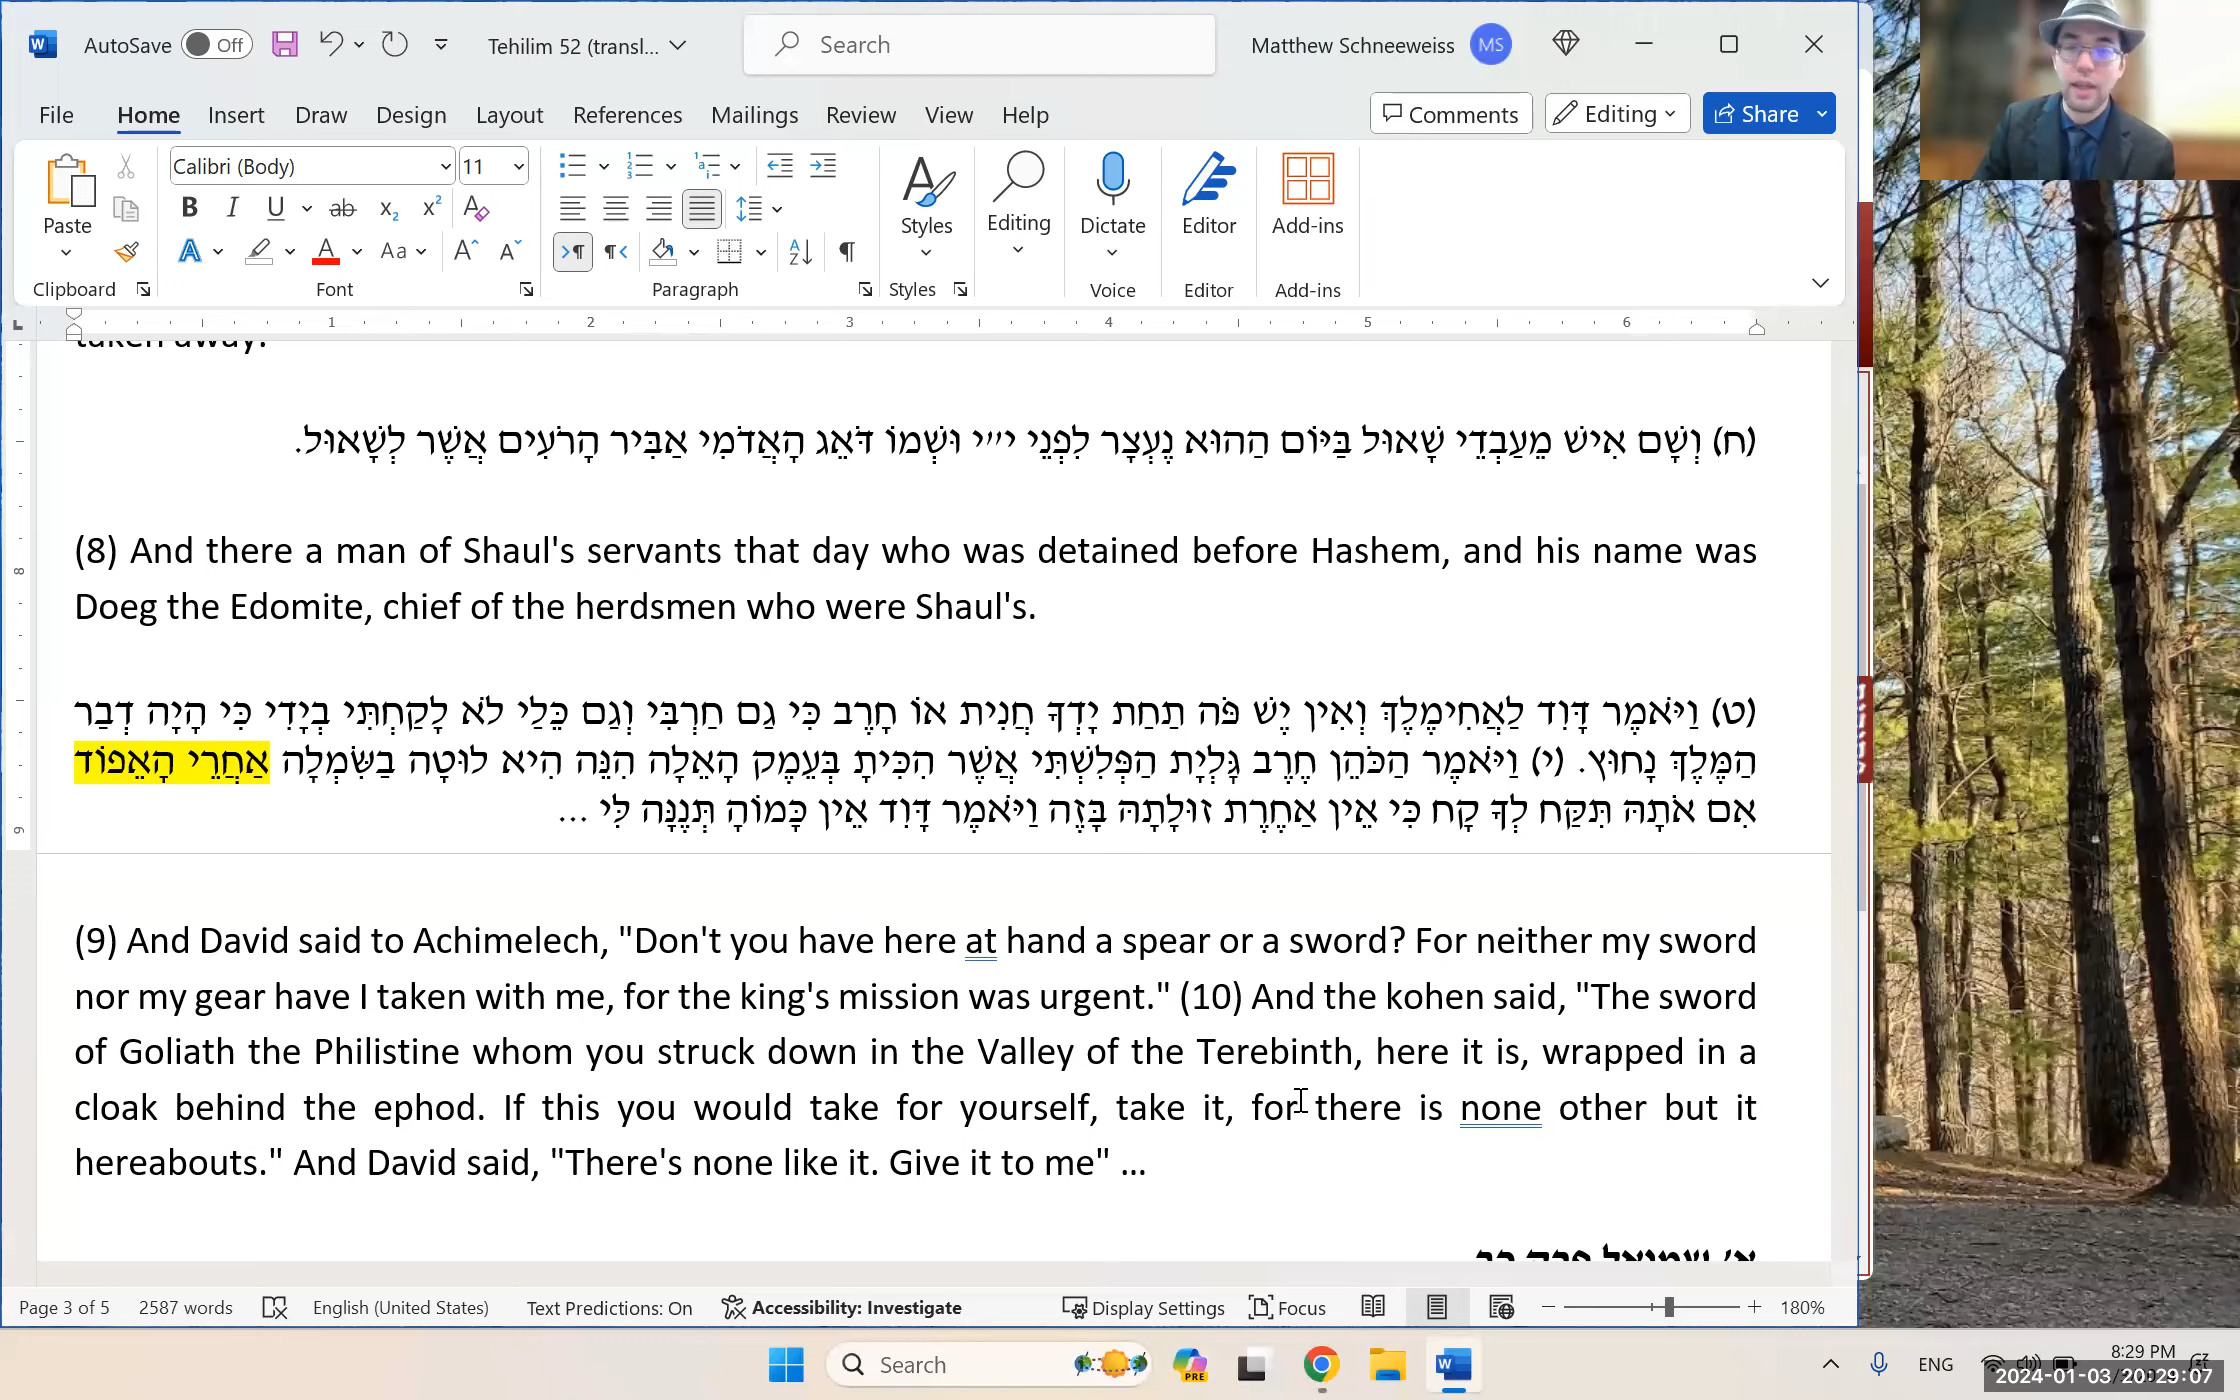 AutoSave Off Tehilim 52 (transl... Search Matthew Schneeweiss MS
File Home Insert Draw Design Layout References Mailings Review View Help Comments Editing Share
Calibri (Body) 11
Paste Styles Editing Dictate Editor Add-ins
Clipboard Font Paragraph Styles Voice Editor Add-ins
1 2 3 4 5 6
taken away.
(ח) וְשָׁם אִישׁ מֵעַבְדֵי שָׁאוּל בַּיּוֹם הַהוּא נֶעְצָר לִפְנֵי י״י וּשְׁמוֹ דֹּאֵג הָאֲדֹמִי אַבִּיר הָרֹעִים אֲשֶׁר לְשָׁאוּל.
(8) And there a man of Shaul's servants that day who was detained before Hashem, and his name was
Doeg the Edomite, chief of the herdsmen who were Shaul's.
(ט) וַיֹּאמֶר דָּוִד לַאֲחִימֶלֶךְ וְאִין יֶשׁ פֹּה תַחַת יָדְךָ חֲנִית אוֹ חָרֶב כִּי גַם חַרְבִּי וְגַם כֵּלַי לֹא לָקַחְתִּי בְיָדִי כִּי הָיָה דְבַר
הַמֶּלֶךְ נָחוּץ. (י) וַיֹּאמֶר הַכֹּהֵן חֶרֶב גָּלְיָת הַפְּלִשְׁתִּי אֲשֶׁר הִכִּיתָ בְּעֵמֶק הָאֵלָה הִנֵּה הִיא לוּטָה בַשִּׂמְלָה אַחֲרֵי הָאֵפוֹד
אִם אֹתָהּ תִּקַּח לְךָ קָח כִּי אֵין אַחֶרֶת זוּלָתָהּ בָּזֶה וַיֹּאמֶר דָּוִד אֵין כָּמוֹהָ תְּנֶנָּה לִּי ...
(9) And David said to Achimelech, "Don't you have here at hand a spear or a sword? For neither my sword
nor my gear have I taken with me, for the king's mission was urgent." (10) And the kohen said, "The sword
of Goliath the Philistine whom you struck down in the Valley of the Terebinth, here it is, wrapped in a
cloak behind the ephod. If this you would take for yourself, take it, for there is none other but it
hereabouts." And David said, "There's none like it. Give it to me" ...
Page 3 of 5 2587 words English (United States) Text Predictions: On Accessibility: Investigate Display Settings Focus 180%
Search PRE ENG 8:29 PM
2024-01-03 20:29:07